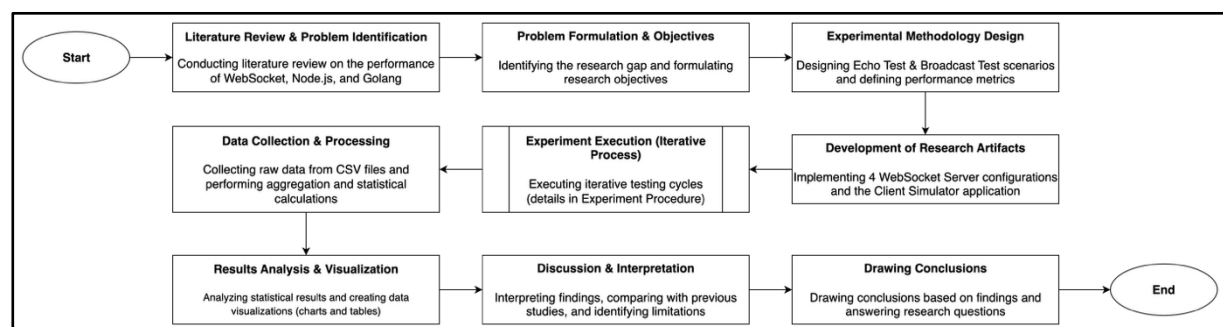 Start
Literature Review & Problem Identification
Conducting literature review on the performance
of WebSocket, Node.js, and Golang
Problem Formulation & Objectives
Identifying the research gap and formulating
research objectives
Experimental Methodology Design
Designing Echo Test & Broadcast Test scenarios
and defining performance metrics
Development of Research Artifacts
Implementing 4 WebSocket Server configurations
and the Client Simulator application
Experiment Execution (Iterative
Process)
Executing iterative testing cycles
(details in Experiment Procedure)
Data Collection & Processing
Collecting raw data from CSV files and
performing aggregation and statistical
calculations
Results Analysis & Visualization
Analyzing statistical results and creating data
visualizations (charts and tables)
Discussion & Interpretation
Interpreting findings, comparing with previous
studies, and identifying limitations
Drawing Conclusions
Drawing conclusions based on findings and
answering research questions
End